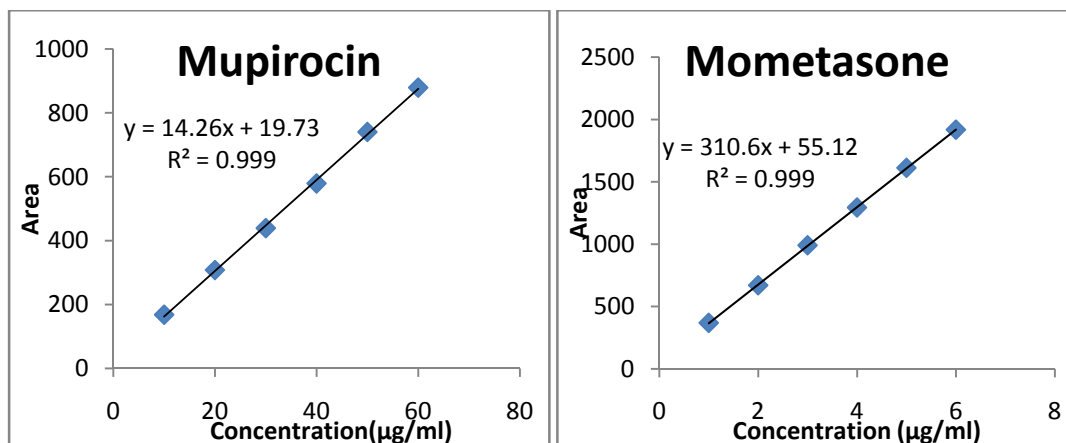 Mupirocin
y = 14.26x + 19.73
R² = 0.999
Area
1000
800
600
400
200
0
0 20 40 60 80
Concentration(µg/ml)
Mometasone
y = 310.6x + 55.12
R² = 0.999
Area
2500
2000
1500
1000
500
0
0 2 4 6 8
Concentration(µg/ml)